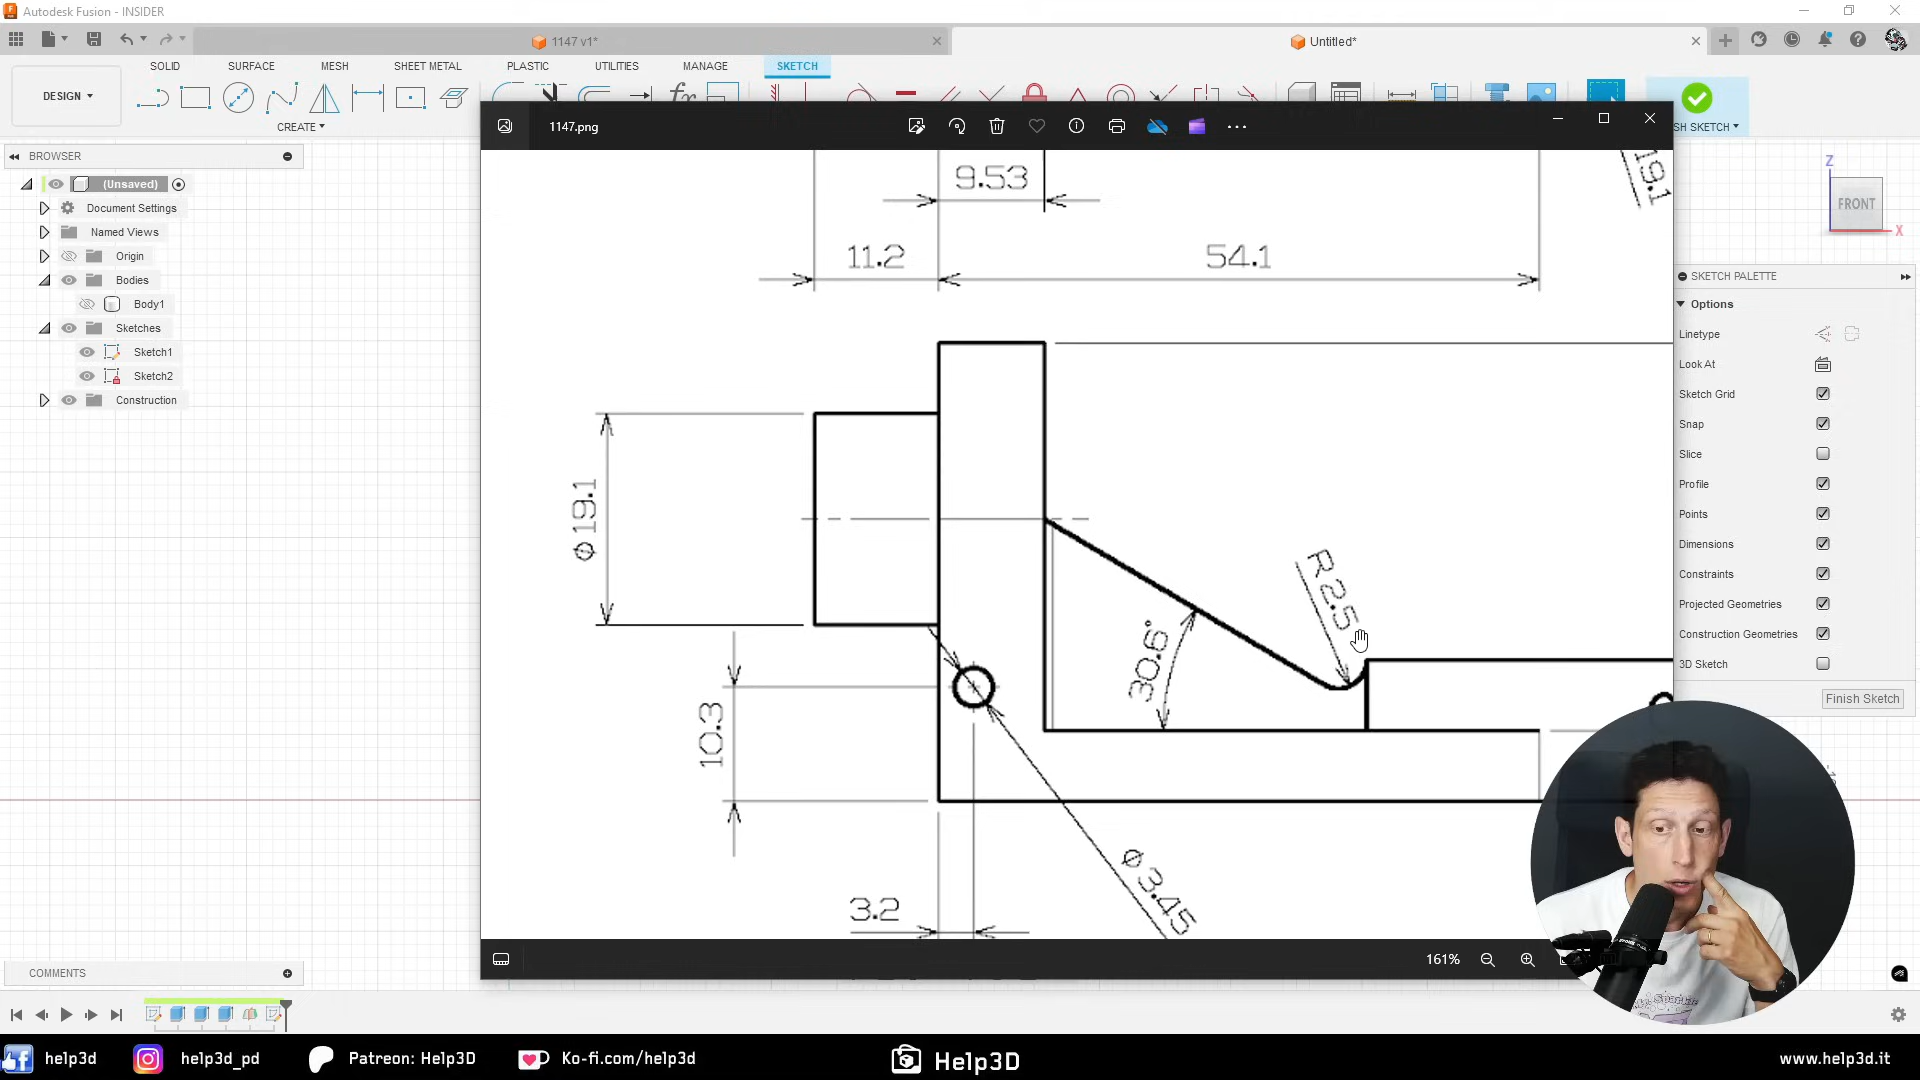 Autodesk Fusion - INSIDER
1147 v1*
Untitled*
DESIGN
SOLID
SURFACE
MESH
SHEET METAL
PLASTIC
UTILITIES
MANAGE
SKETCH
CREATE
SH SKETCH
BROWSER
(Unsaved)
Document Settings
Named Views
Origin
Bodies
Body1
Sketches
Sketch1
Sketch2
Construction
COMMENTS
1147.png
9.53
19.1
11.2
54.1
⌀ 19.1
R2.5
30.6°
10.3
3.2
⌀ 3.45
161%
Z
FRONT
X
SKETCH PALETTE
Options
Linetype
Look At
Sketch Grid
Snap
Slice
Profile
Points
Dimensions
Constraints
Projected Geometries
Construction Geometries
3D Sketch
Finish Sketch
help3d
help3d_pd
Patreon: Help3D
Ko-fi.com/help3d
Help3D
www.help3d.it